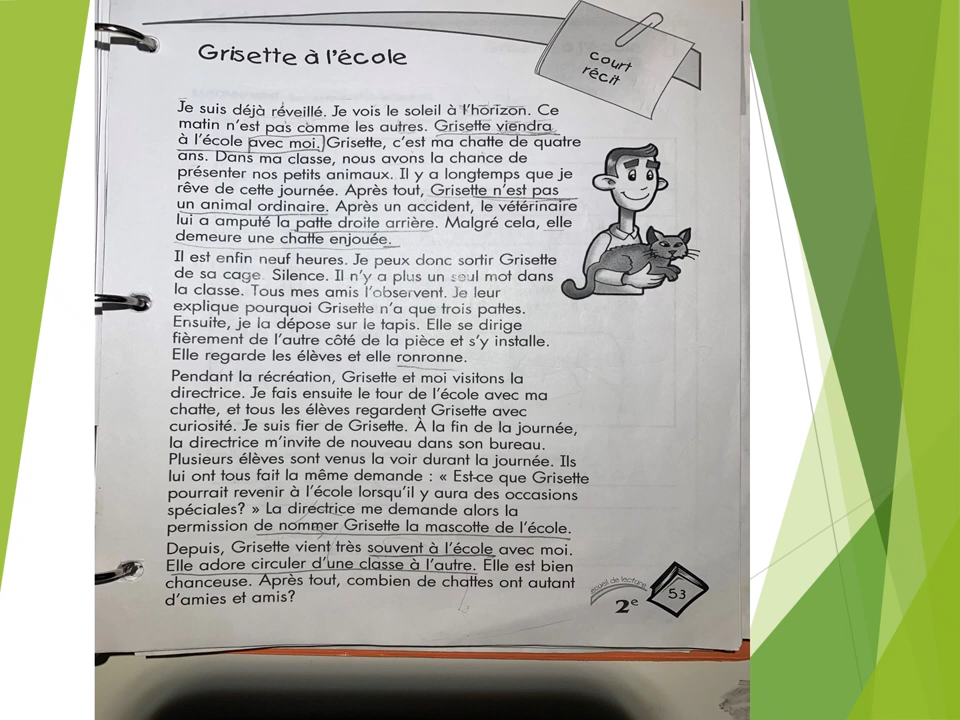 Grisette à l'école
court
récit
Je suis déjà réveillé. Je vois le soleil à l'horizon. Ce
matin n'est pas comme les autres. Grisette viendra
à l'école avec moi. Grisette, c'est ma chatte de quatre
ans. Dans ma classe, nous avons la chance de
présenter nos petits animaux. Il y a longtemps que je
rêve de cette journée. Après tout, Grisette n'est pas
un animal ordinaire. Après un accident, le vétérinaire
lui a amputé la patte droite arrière. Malgré cela, elle
demeure une chatte enjouée.
Il est enfin neuf heures. Je peux donc sortir Grisette
de sa cage. Silence. Il n'y a plus un seul mot dans
la classe. Tous mes amis l'observent. Je leur
explique pourquoi Grisette n'a que trois pattes.
Ensuite, je la dépose sur le tapis. Elle se dirige
fièrement de l'autre côté de la pièce et s'y installe.
Elle regarde les élèves et elle ronronne.
Pendant la récréation, Grisette et moi visitons la
directrice. Je fais ensuite le tour de l'école avec ma
chatte, et tous les élèves regardent Grisette avec
curiosité. Je suis fier de Grisette. À la fin de la journée,
la directrice m'invite de nouveau dans son bureau.
Plusieurs élèves sont venus la voir durant la journée. Ils
lui ont tous fait la même demande : « Est-ce que Grisette
pourrait revenir à l'école lorsqu'il y aura des occasions
spéciales? » La directrice me demande alors la
permission de nommer Grisette la mascotte de l'école.
Depuis, Grisette vient très souvent à l'école avec moi.
Elle adore circuler d'une classe à l'autre. Elle est bien
chanceuse. Après tout, combien de chattes ont autant
d'amies et amis?
de lecture
2e
53